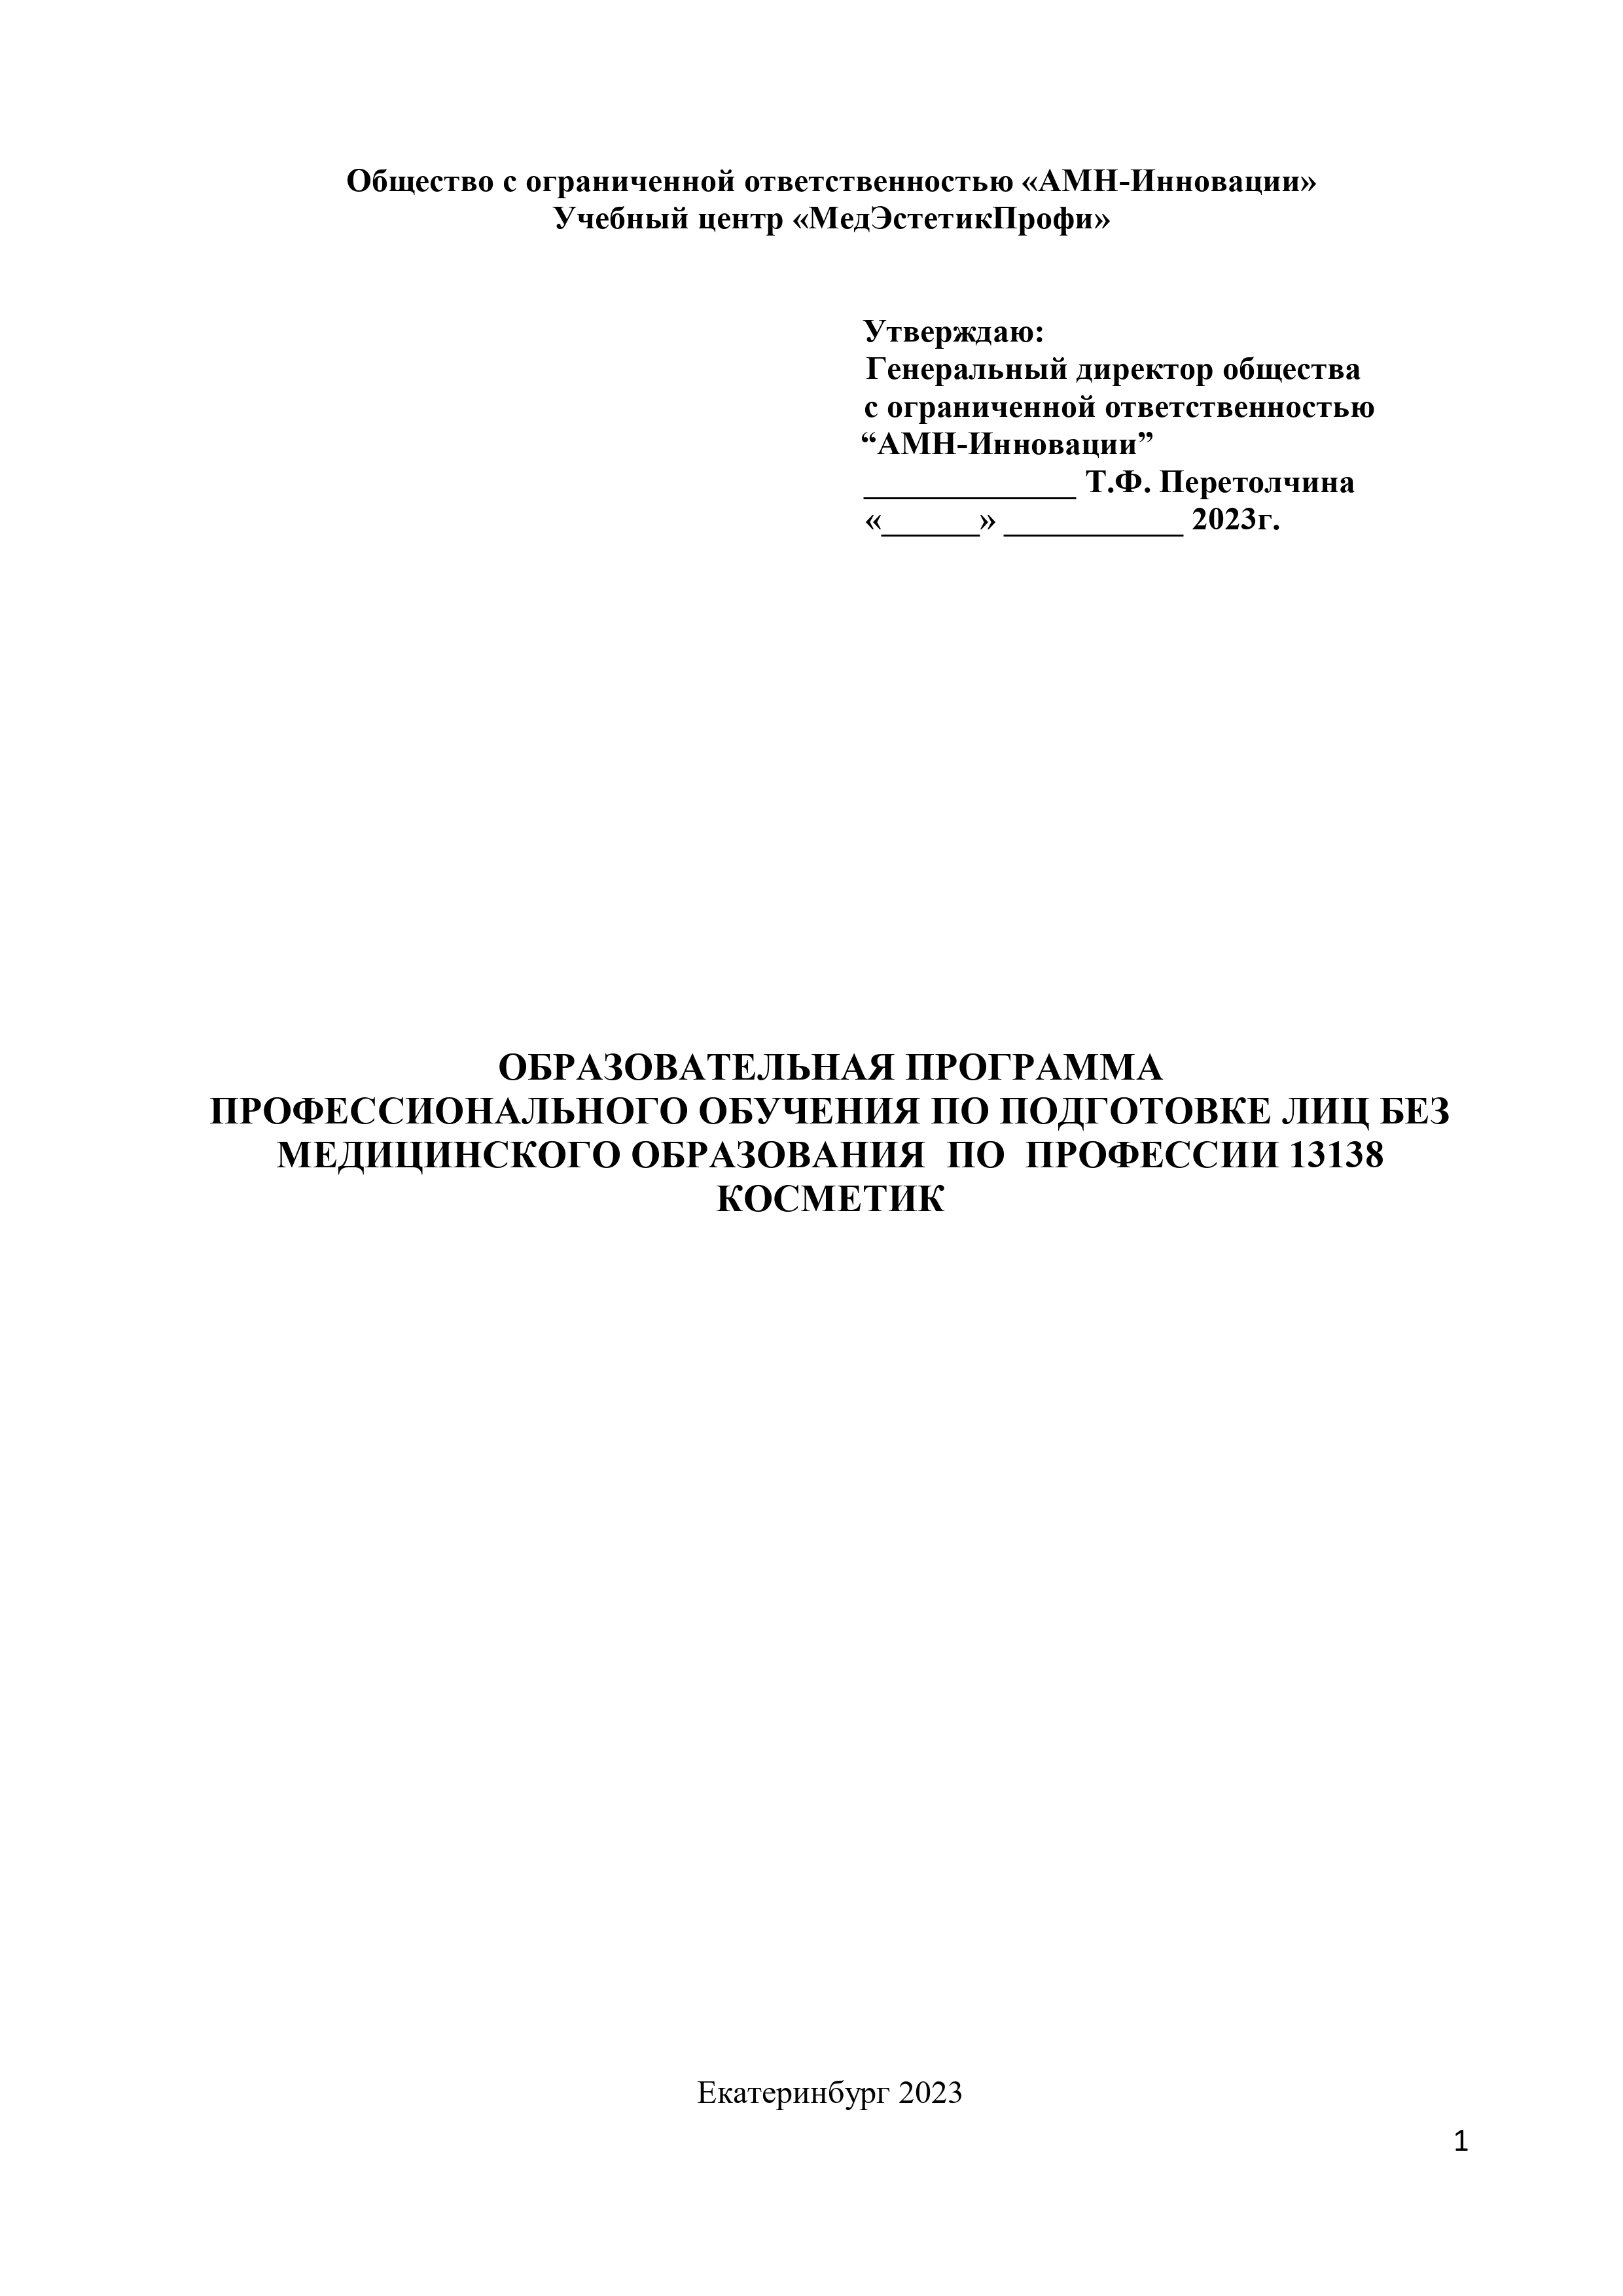 Общество с ограниченной ответственностью «АМН-Инновации»
Учебный центр «МедЭстетикПрофи»
Утверждаю:
Генеральный директор общества
с ограниченной ответственностью
“АМН-Инновации”
_____________ Т.Ф. Перетолчина
«______» ___________ 2023г.
ОБРАЗОВАТЕЛЬНАЯ ПРОГРАММА
ПРОФЕССИОНАЛЬНОГО ОБУЧЕНИЯ ПО ПОДГОТОВКЕ ЛИЦ БЕЗ
МЕДИЦИНСКОГО ОБРАЗОВАНИЯ ПО ПРОФЕССИИ 13138
КОСМЕТИК
Екатеринбург 2023
1